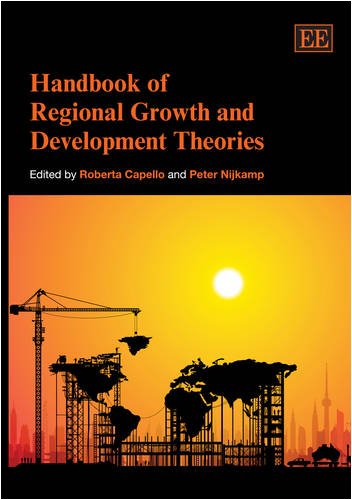 EE
Handbook of
Regional Growth and
Development Theories
Edited by Roberta Capello and Peter Nijkamp